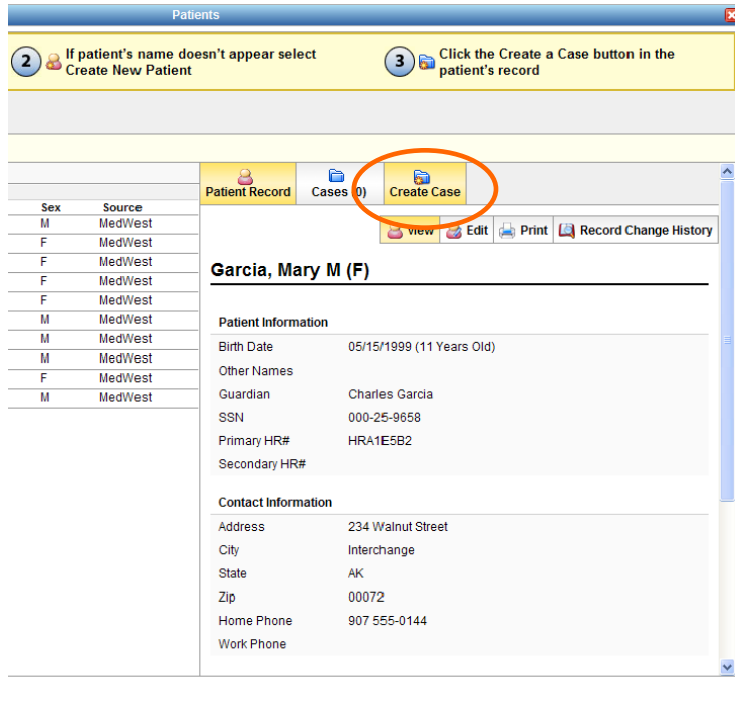 Patients
2 If patient's name doesn't appear select
Create New Patient
3 Click the Create a Case button in the
patient's record
Patient Record Cases (0) Create Case
View Edit Print Record Change History
Sex Source
M MedWest
F MedWest
F MedWest
F MedWest
F MedWest
M MedWest
M MedWest
M MedWest
F MedWest
M MedWest
Garcia, Mary M (F)
Patient Information
Birth Date 05/15/1999 (11 Years Old)
Other Names
Guardian Charles Garcia
SSN 000-25-9658
Primary HR# HRA1E5B2
Secondary HR#
Contact Information
Address 234 Walnut Street
City Interchange
State AK
Zip 00072
Home Phone 907 555-0144
Work Phone